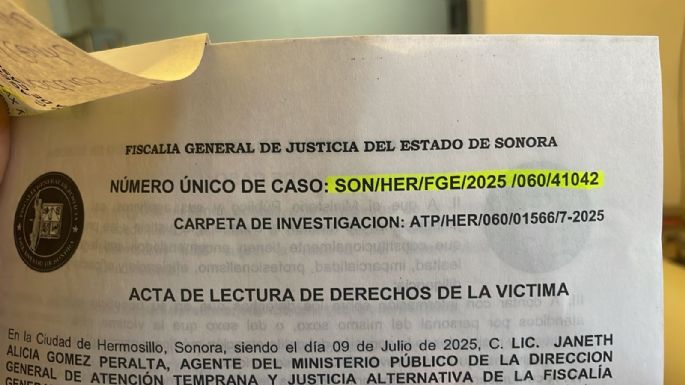 FISCALIA GENERAL DE JUSTICIA DEL ESTADO DE SONORA
NÚMERO ÚNICO DE CASO: SON/HER/FGE/2025 /060/41042
CARPETA DE INVESTIGACION: ATP/HER/060/01566/7-2025
ACTA DE LECTURA DE DERECHOS DE LA VICTIMA
En la Ciudad de Hermosillo, Sonora, siendo el día 09 de Julio de 2025, C. LIC. JANETH
ALICIA GOMEZ PERALTA, AGENTE DEL MINISTERIO PÚBLICO DE LA DIRECCION
GENERAL DE ATENCIÓN TEMPRANA Y JUSTICIA ALTERNATIVA DE LA FISCALÍA